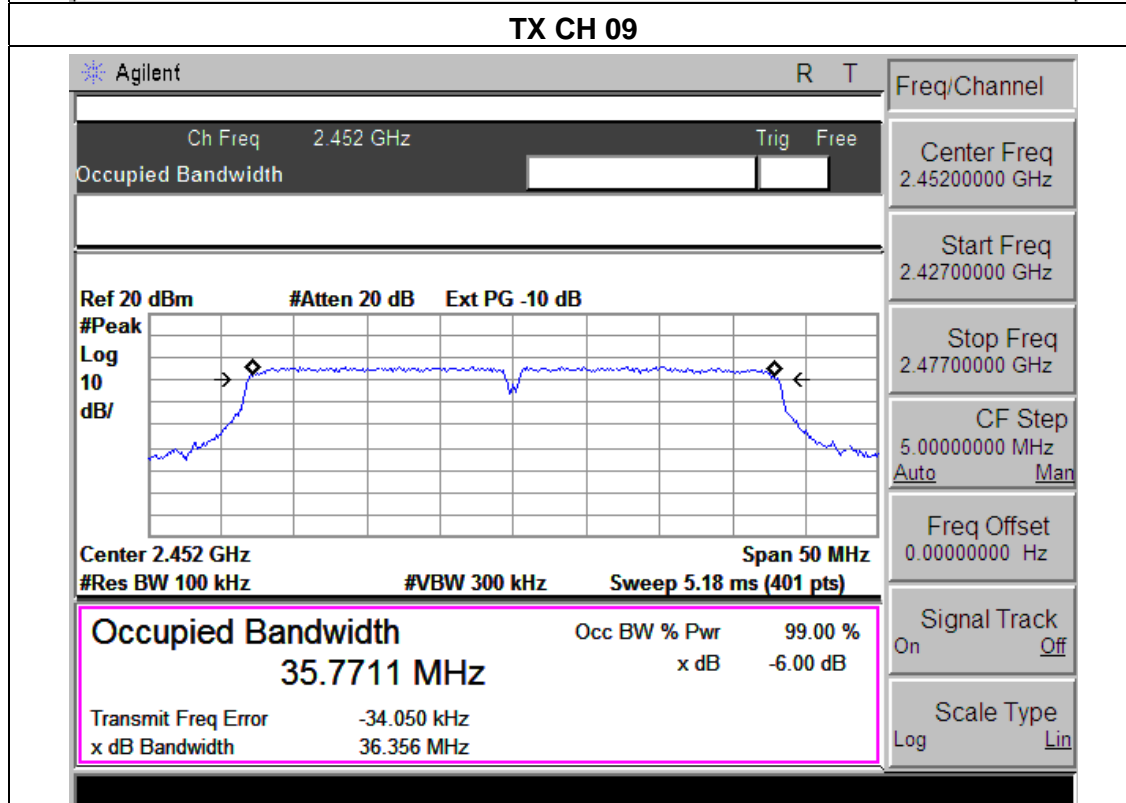 TX CH 09
Agilent R T
Ch Freq 2.452 GHz Trig Free
Occupied Bandwidth
Ref 20 dBm #Atten 20 dB Ext PG -10 dB
#Peak
Log
10
dB/
Center 2.452 GHz Span 50 MHz
#Res BW 100 kHz #VBW 300 kHz Sweep 5.18 ms (401 pts)
Occupied Bandwidth Occ BW % Pwr 99.00 %
35.7711 MHz x dB -6.00 dB
Transmit Freq Error -34.050 kHz
x dB Bandwidth 36.356 MHz
Freq/Channel
Center Freq
2.45200000 GHz
Start Freq
2.42700000 GHz
Stop Freq
2.47700000 GHz
CF Step
5.00000000 MHz
Auto Man
Freq Offset
0.00000000 Hz
Signal Track
On Off
Scale Type
Log Lin